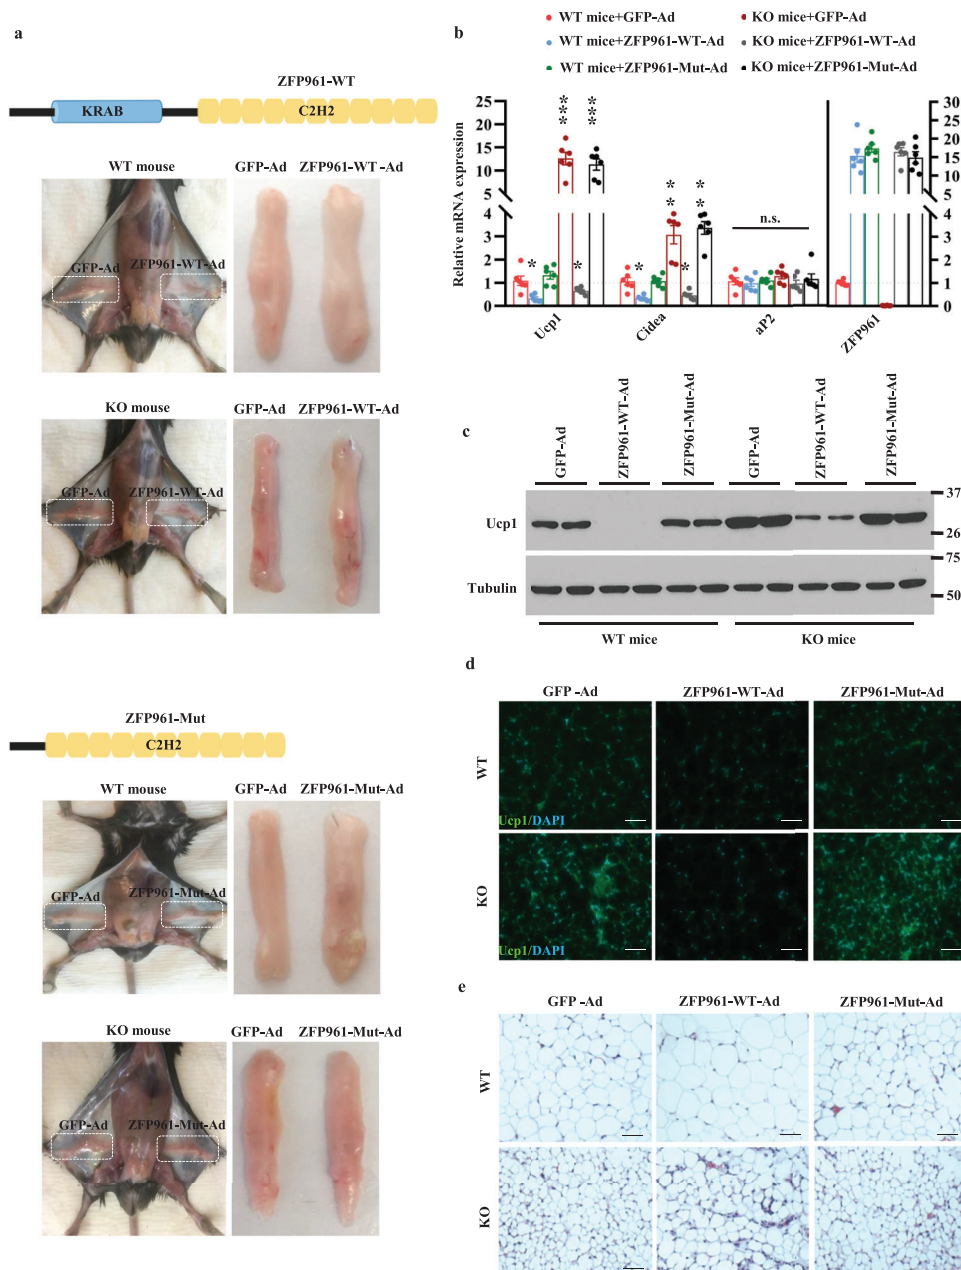 a
ZFP961-WT
KRAB
C2H2
WT mouse
GFP-Ad ZFP961-WT -Ad
GFP-Ad
ZFP961-WT-Ad
KO mouse
GFP-Ad ZFP961-WT-Ad
GFP-Ad
ZFP961-WT-Ad
ZFP961-Mut
C2H2
WT mouse
GFP-Ad ZFP961-Mut-Ad
GFP-Ad
ZFP961-Mut-Ad
KO mouse
GFP-Ad ZFP961-Mut-Ad
GFP-Ad
ZFP961-Mut-Ad
b
WT mice+GFP-Ad
KO mice+GFP-Ad
WT mice+ZFP961-WT-Ad
KO mice+ZFP961-WT-Ad
WT mice+ZFP961-Mut-Ad
KO mice+ZFP961-Mut-Ad
Relative mRNA expression
25
20
15
10
5
4
3
2
1
0
30
25
20
15
10
5
4
2
0
***
***
*
*
*
**
*
**
n.s.
Ucp1
Cidea
aP2
ZFP961
c
GFP-Ad
ZFP961-WT-Ad
ZFP961-Mut-Ad
GFP-Ad
ZFP961-WT-Ad
ZFP961-Mut-Ad
Ucp1
37
26
Tubulin
75
50
WT mice
KO mice
d
GFP -Ad
ZFP961-WT-Ad
ZFP961-Mut-Ad
WT
Ucp1/DAPI
KO
Ucp1/DAPI
e
GFP -Ad
ZFP961-WT-Ad
ZFP961-Mut-Ad
WT
KO